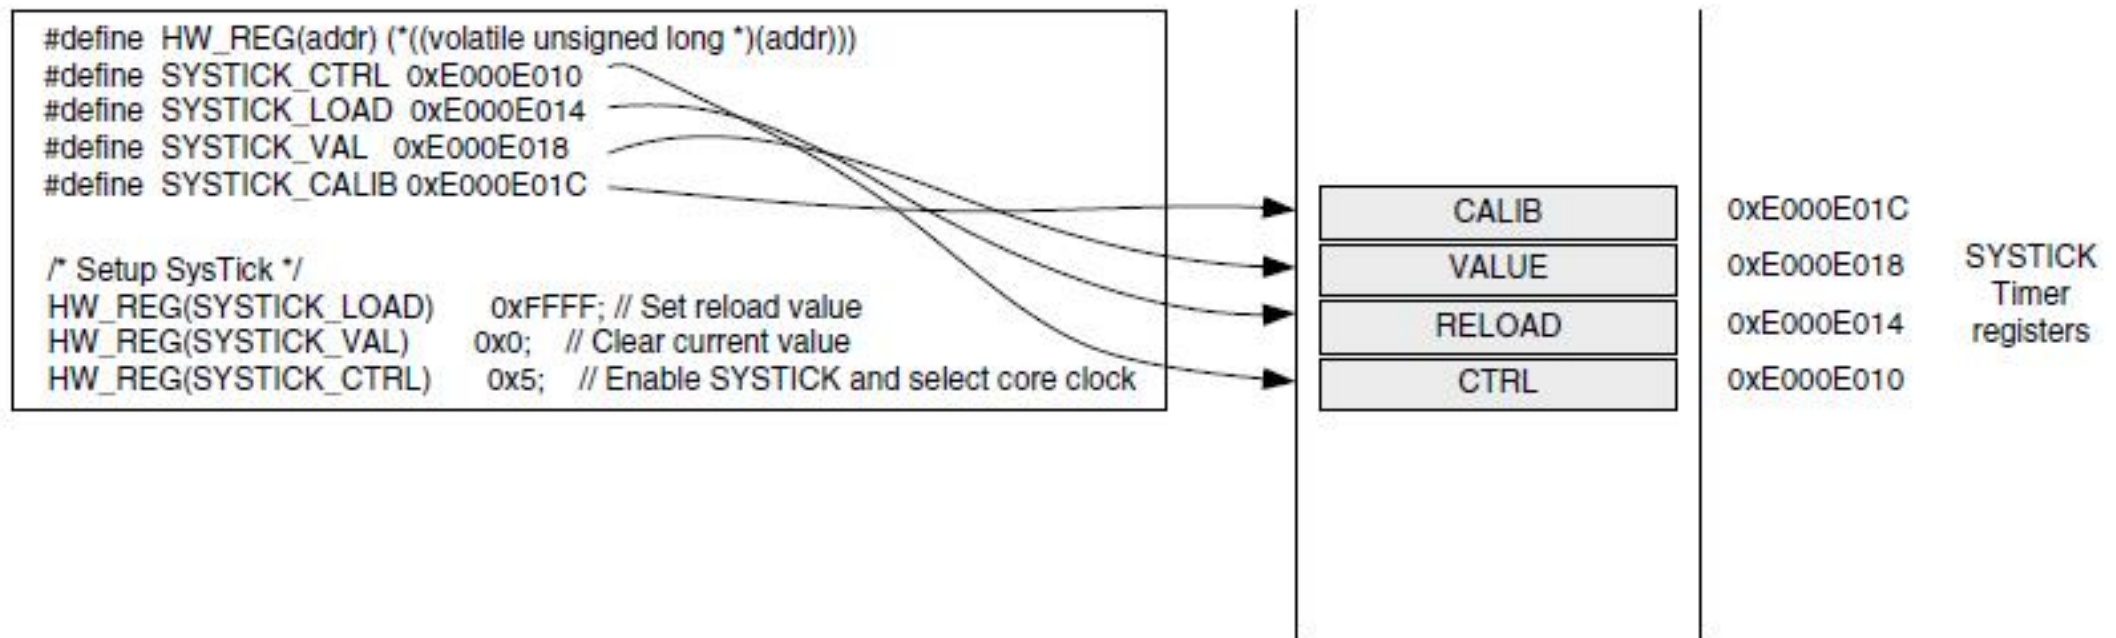 #define HW_REG(addr) (*((volatile unsigned long *)(addr)))
#define SYSTICK_CTRL 0xE000E010
#define SYSTICK_LOAD 0xE000E014
#define SYSTICK_VAL 0xE000E018
#define SYSTICK_CALIB 0xE000E01C
/* Setup SysTick */
HW_REG(SYSTICK_LOAD) 0xFFFF; // Set reload value
HW_REG(SYSTICK_VAL) 0x0; // Clear current value
HW_REG(SYSTICK_CTRL) 0x5; // Enable SYSTICK and select core clock
CALIB
VALUE
RELOAD
CTRL
0xE000E01C
0xE000E018
0xE000E014
0xE000E010
SYSTICK
Timer
registers